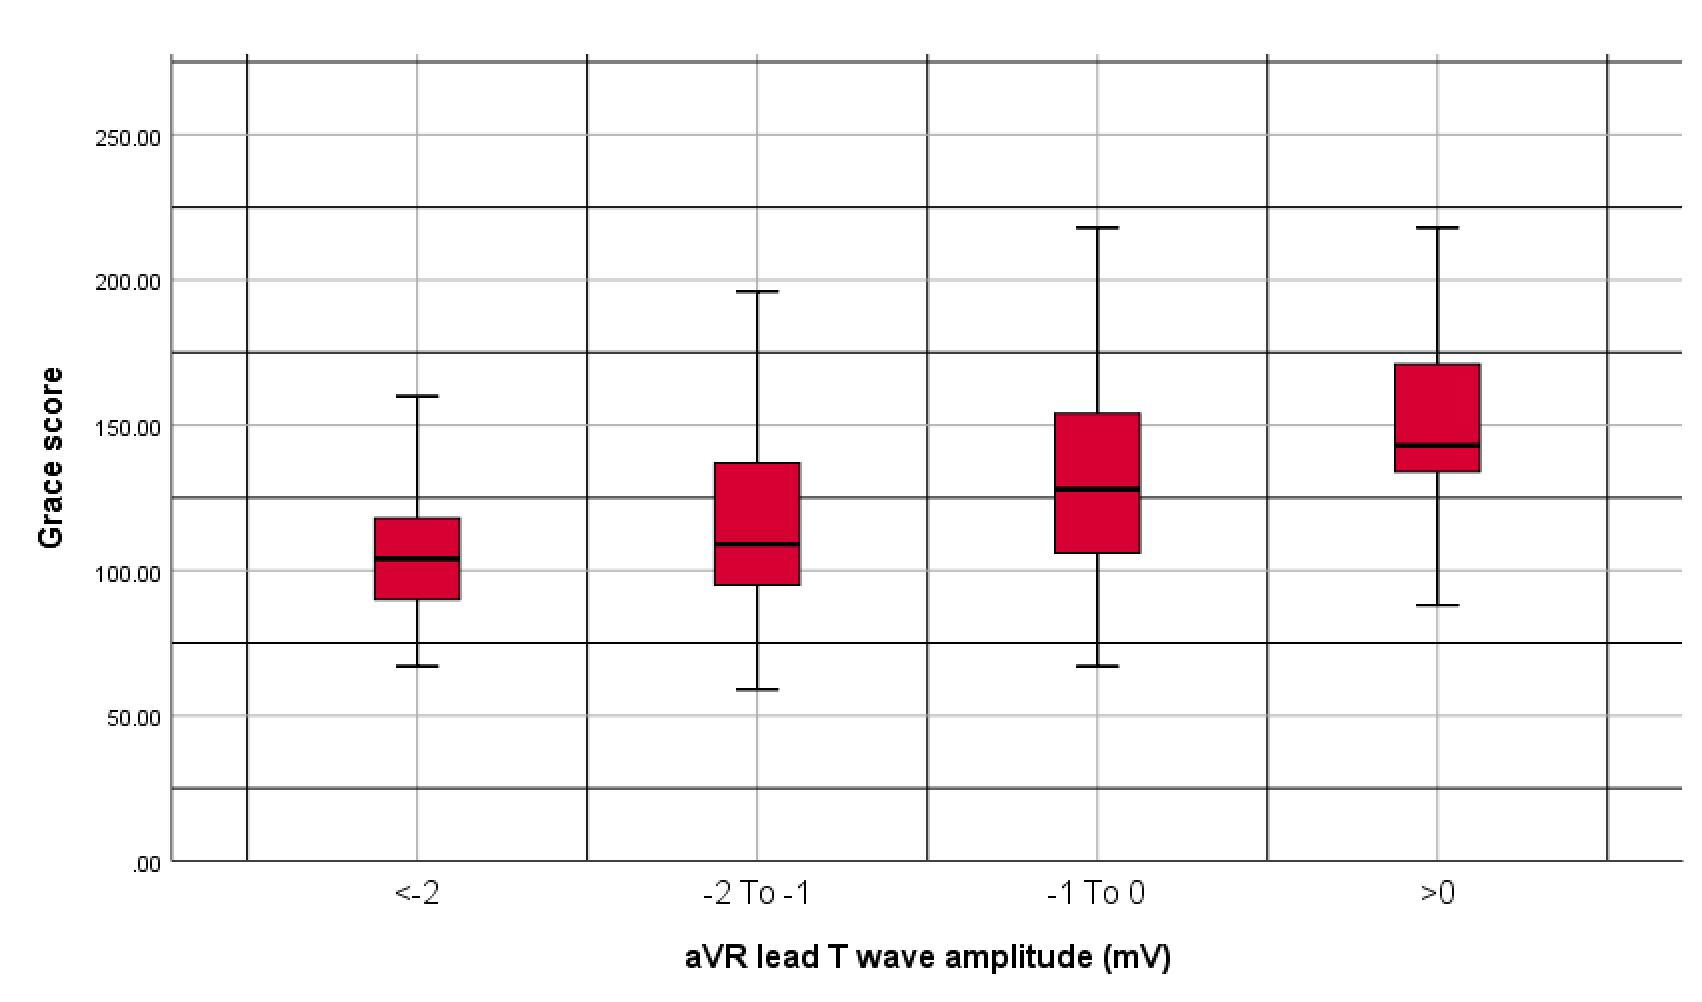 250.00
200.00
150.00
100.00
50.00
.00
Grace score
<-2
-2 To -1
-1 To 0
>0
aVR lead T wave amplitude (mV)